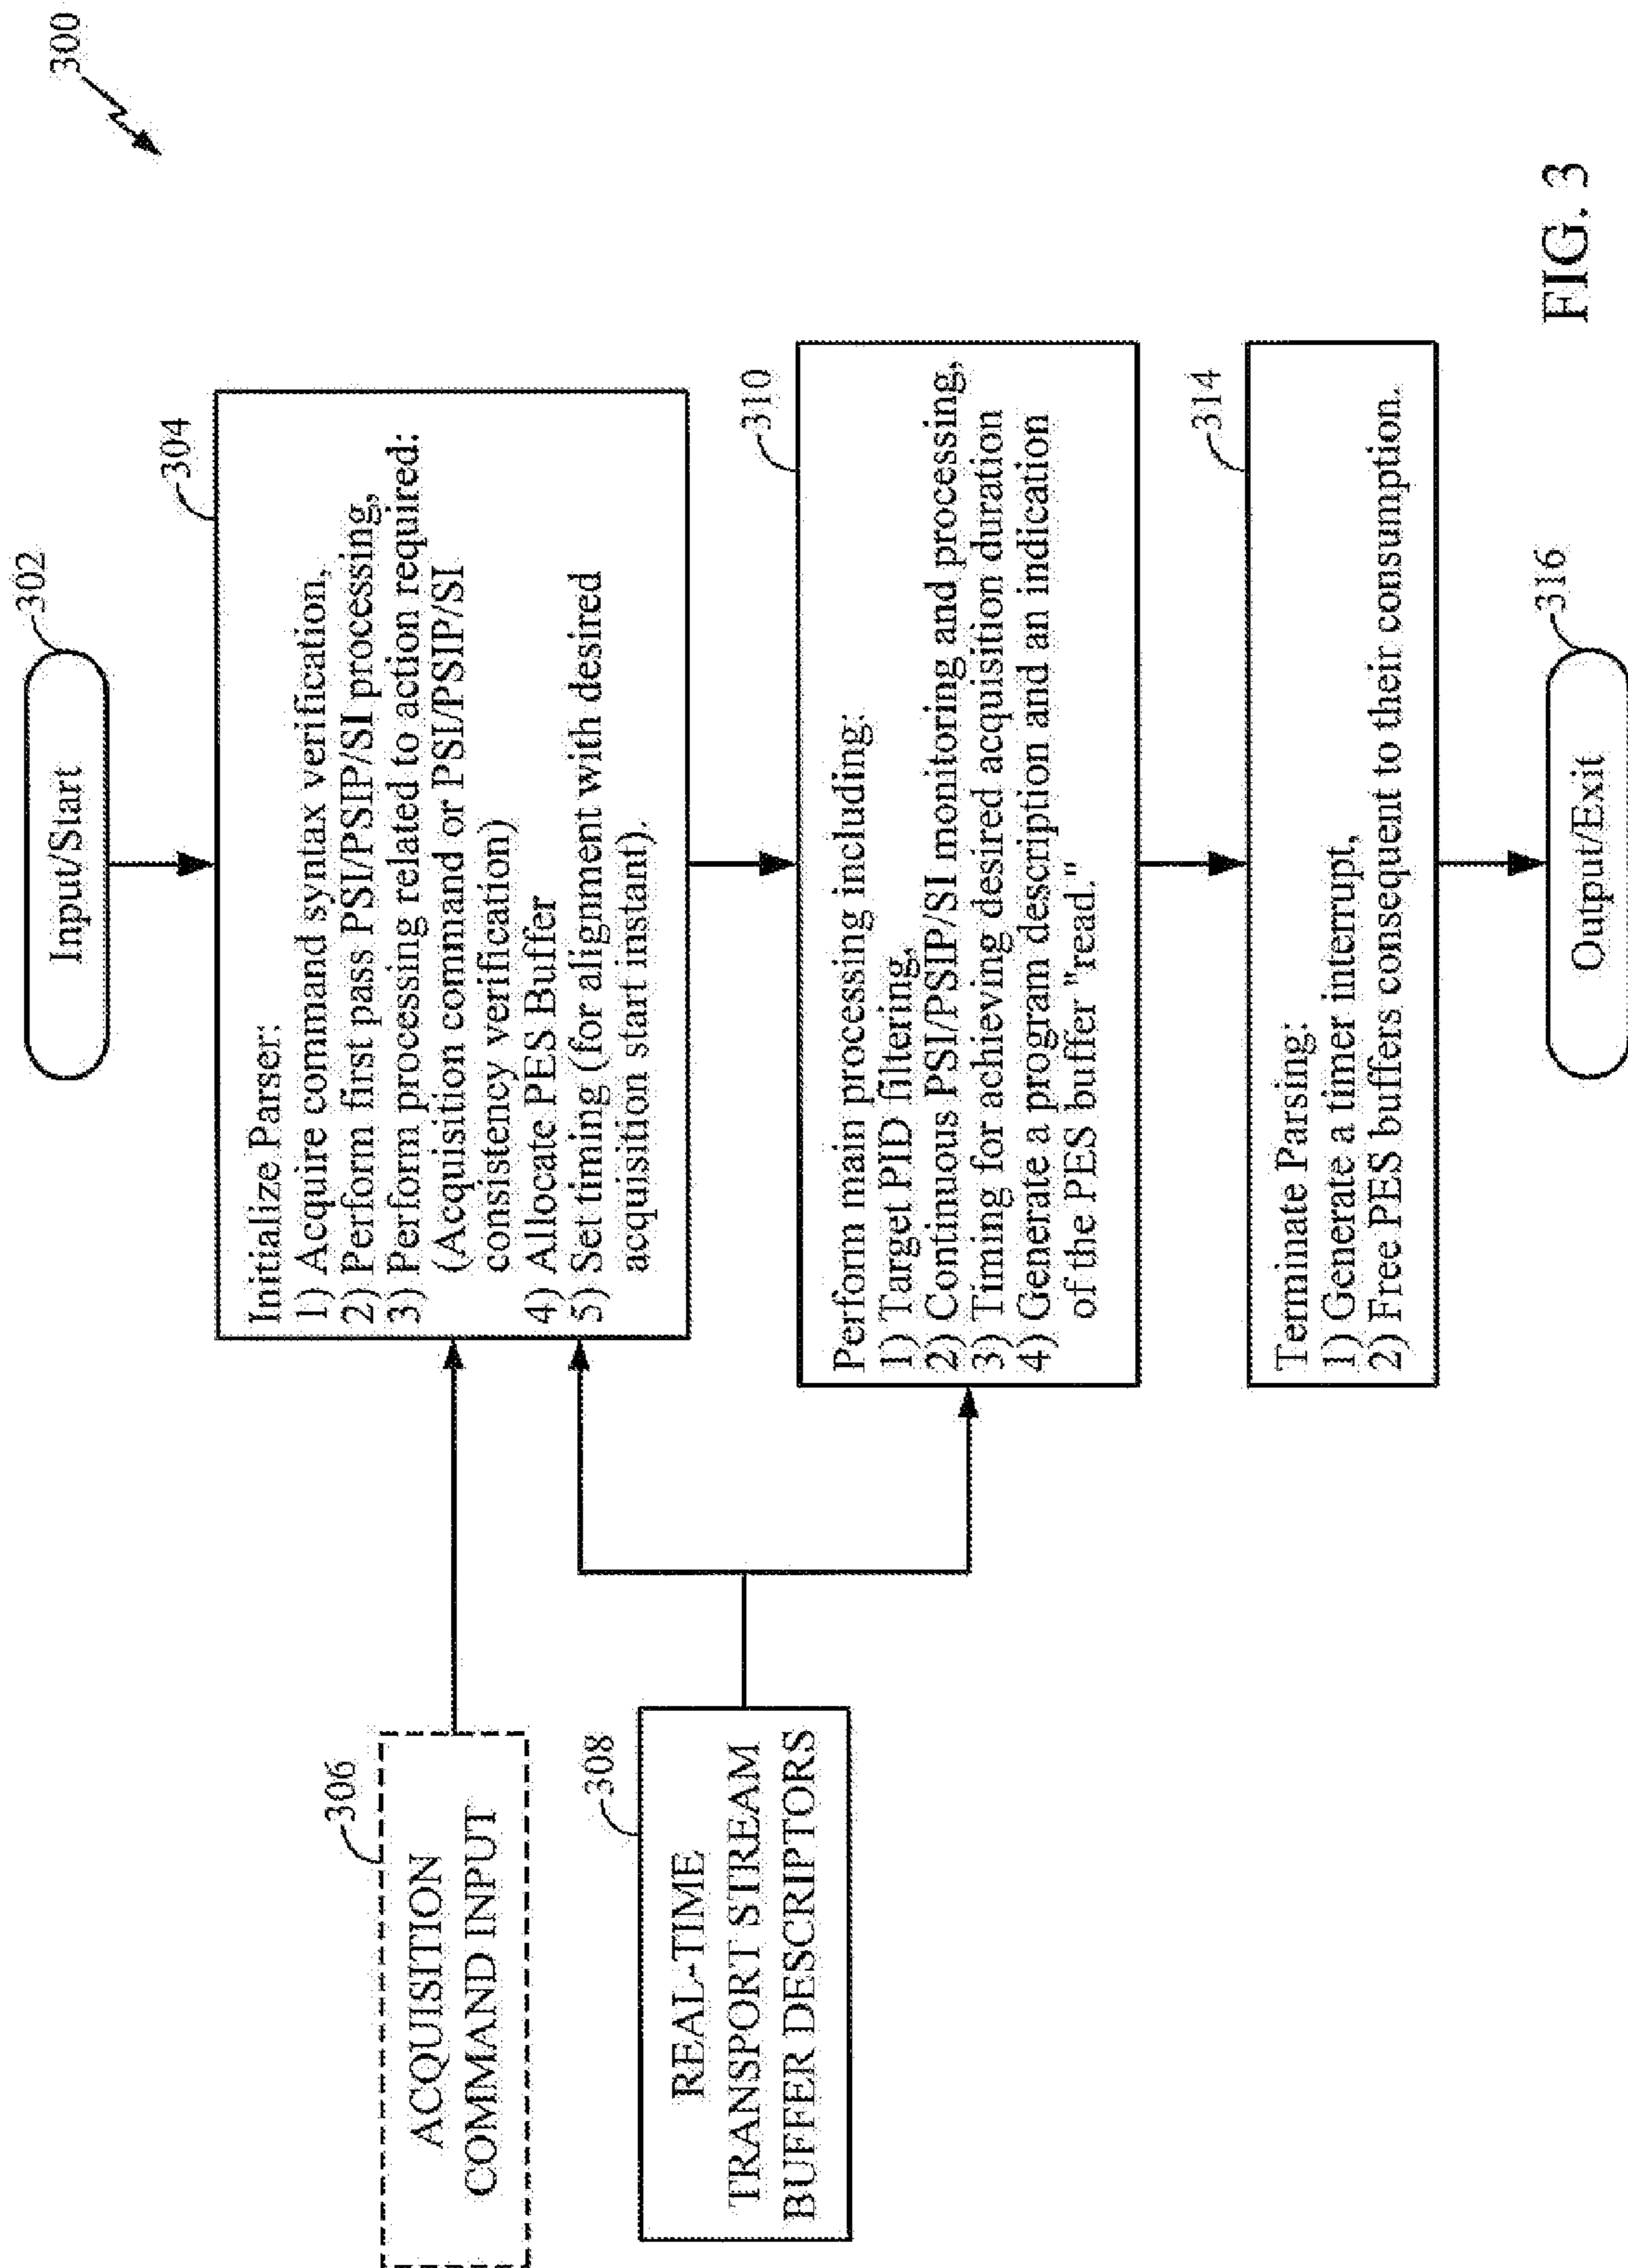 300
302
Input/Start
304
Initialize Parser:
1) Acquire command syntax verification,
2) Perform first pass PSI/PSIP/SI processing,
3) Perform processing related to action required:
(Acquisition command or PSI/PSIP/SI
consistency verification)
4) Allocate PES Buffer
5) Set timing (for alignment with desired
acquisition start instant).
306
ACQUISITION
COMMAND INPUT
308
REAL-TIME
TRANSPORT STREAM
BUFFER DESCRIPTORS
310
Perform main processing including:
1) Target PID filtering,
2) Continuous PSI/PSIP/SI monitoring and processing,
3) Timing for achieving desired acquisition duration
4) Generate a program description and an indication
of the PES buffer "read."
314
Terminate Parsing:
1) Generate a timer interrupt,
2) Free PES buffers consequent to their consumption.
316
Output/Exit
FIG. 3